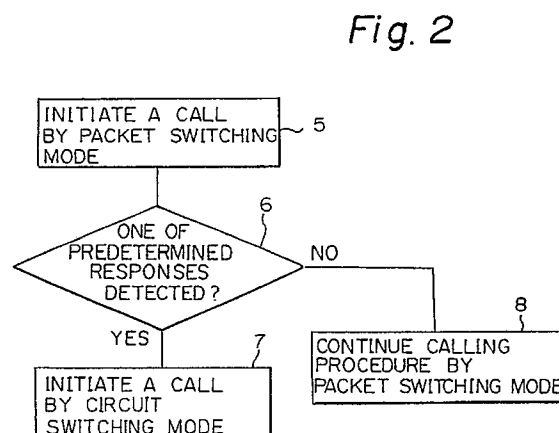 Fig. 2
INITIATE A CALL
BY PACKET SWITCHING
MODE
5
ONE OF
PREDETERMINED
RESPONSES
DETECTED?
6
NO
YES
7
INITIATE A CALL
BY CIRCUIT
SWITCHING MODE
8
CONTINUE CALLING
PROCEDURE BY
PACKET SWITCHING MODE